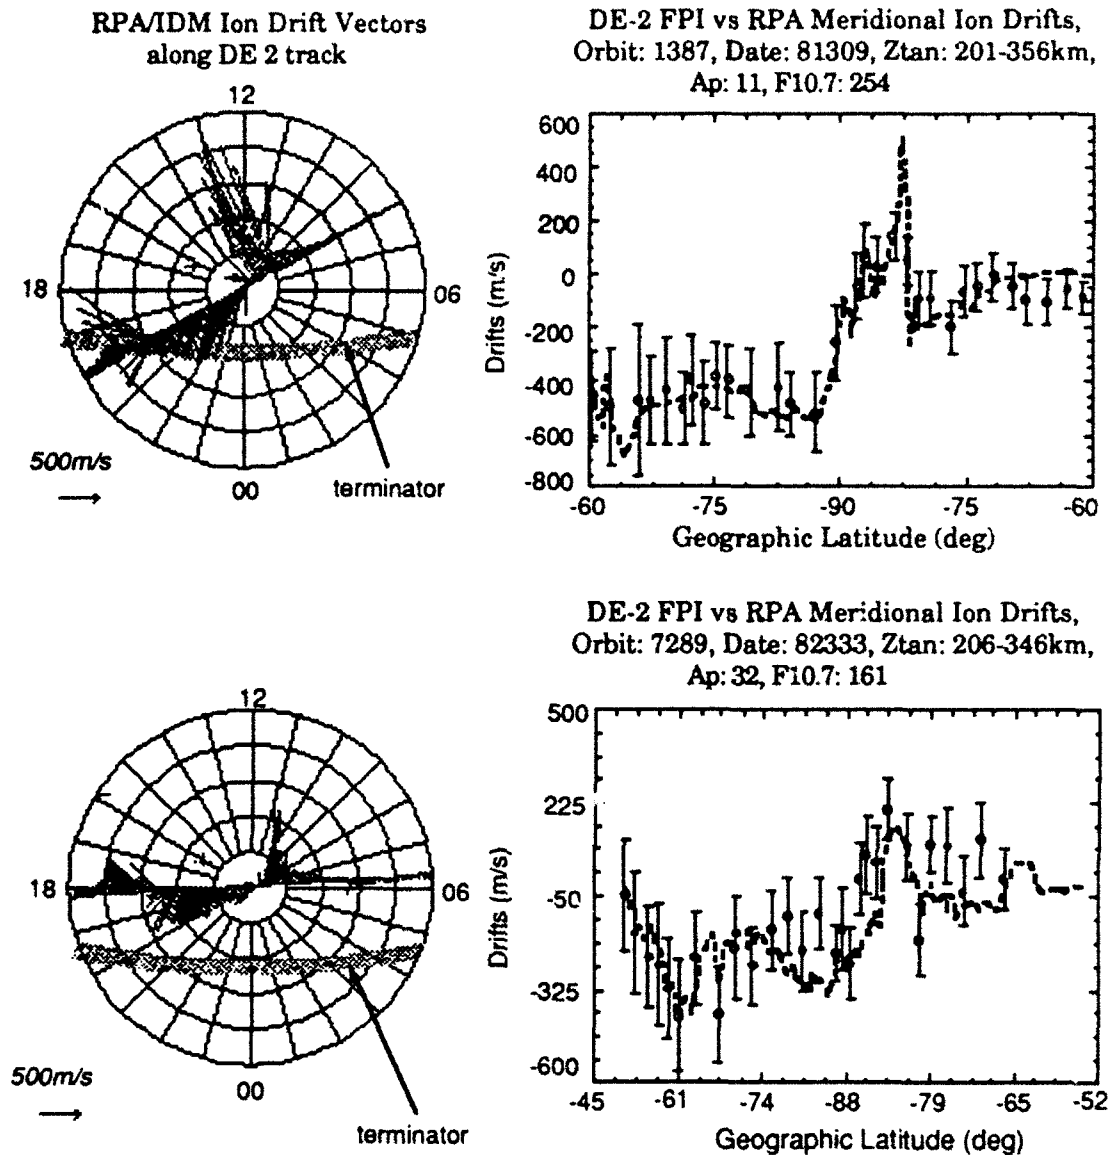 RPA/IDM Ion Drift Vectors
along DE 2 track
12
18
06
00
500m/s
terminator
DE-2 FPI vs RPA Meridional Ion Drifts,
Orbit: 1387, Date: 81309, Ztan: 201-356km,
Ap: 11, F10.7: 254
600
400
200
0
-200
-400
-600
-800
Drifts (m/s)
-60 -75 -90 -75 -60
Geographic Latitude (deg)
12
18
06
00
500m/s
terminator
DE-2 FPI vs RPA Meridional Ion Drifts,
Orbit: 7289, Date: 82333, Ztan: 206-346km,
Ap: 32, F10.7: 161
500
225
-50
-325
-600
Drifts (m/s)
-45 -61 -74 -88 -79 -65 -52
Geographic Latitude (deg)